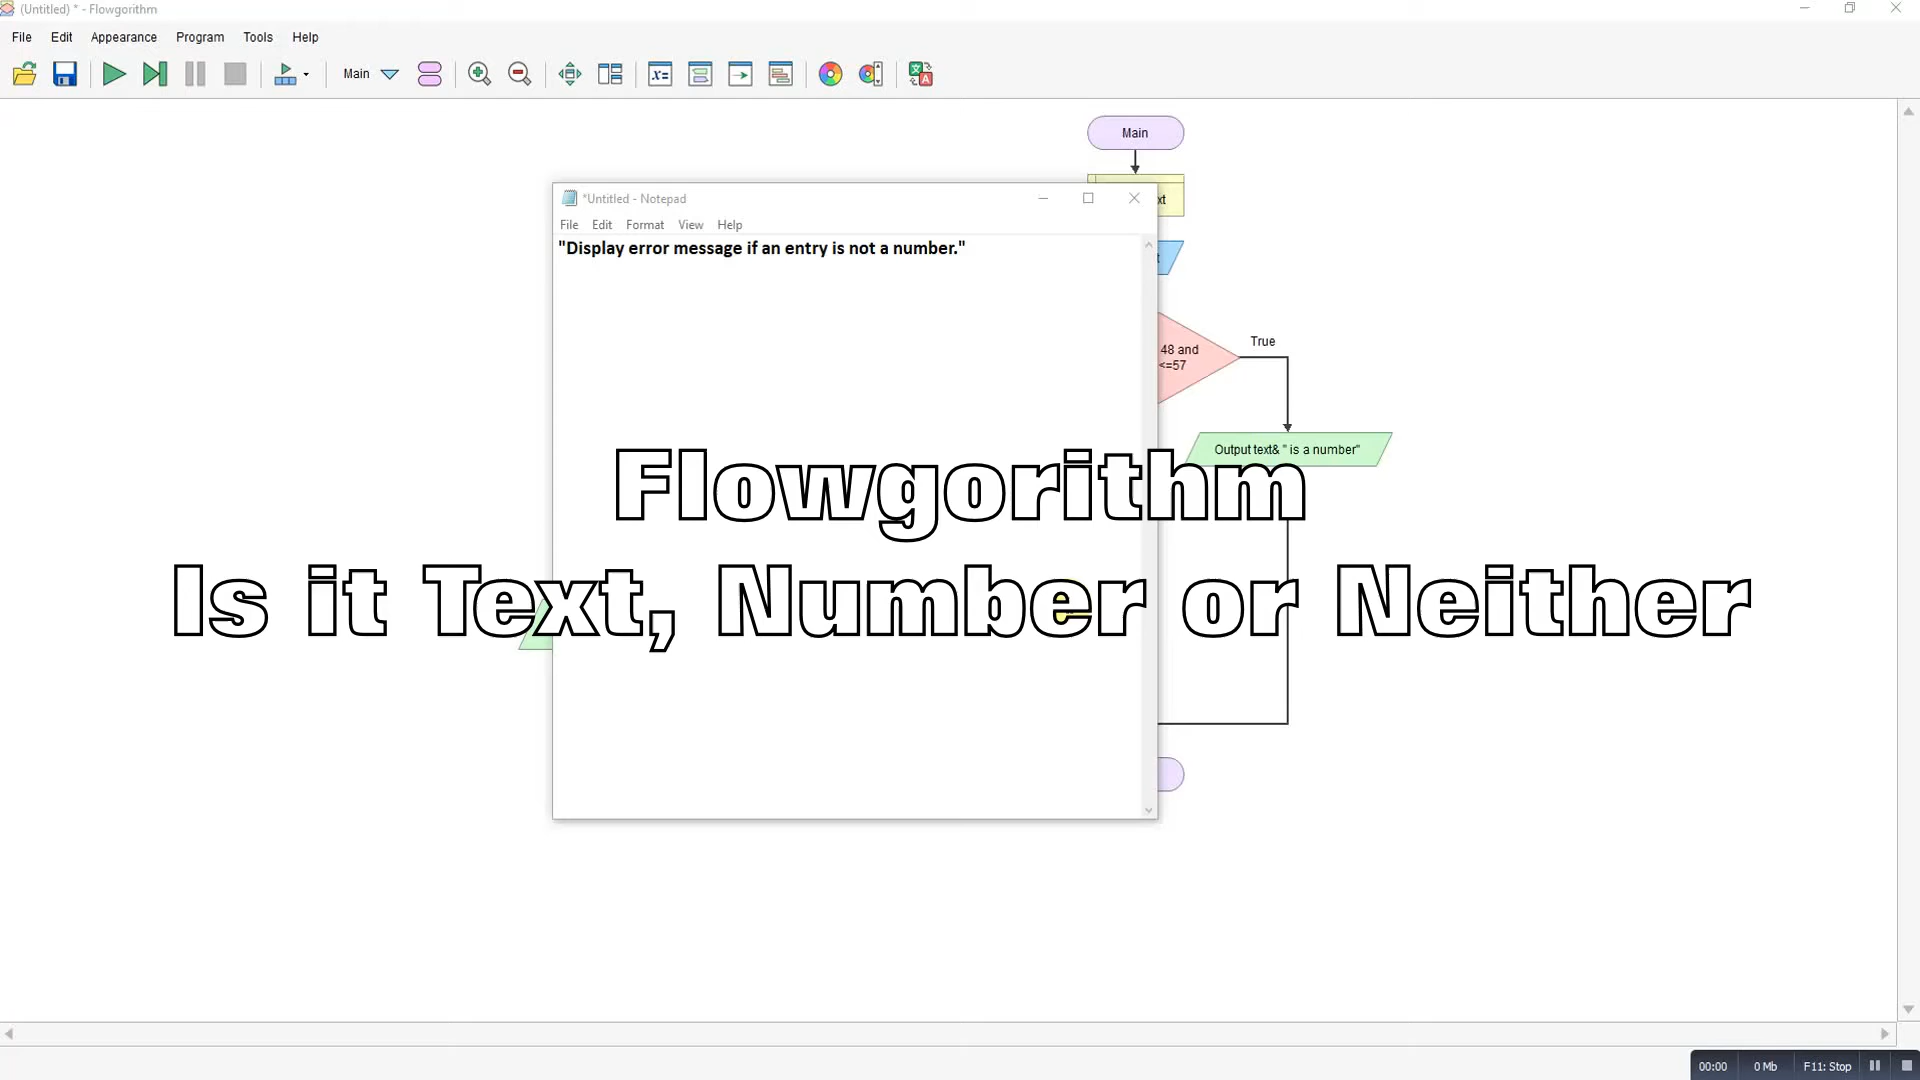 (Untitled) * - Flowgorithm
File Edit Appearance Program Tools Help
Main
x=
A
Main
xt
*Untitled - Notepad
File Edit Format View Help
"Display error message if an entry is not a number."
t
48 and
<=57
True
Output text& " is a number"
Flowgorithm
Is it Text, Number or Neither
00:00 0 Mb F11: Stop